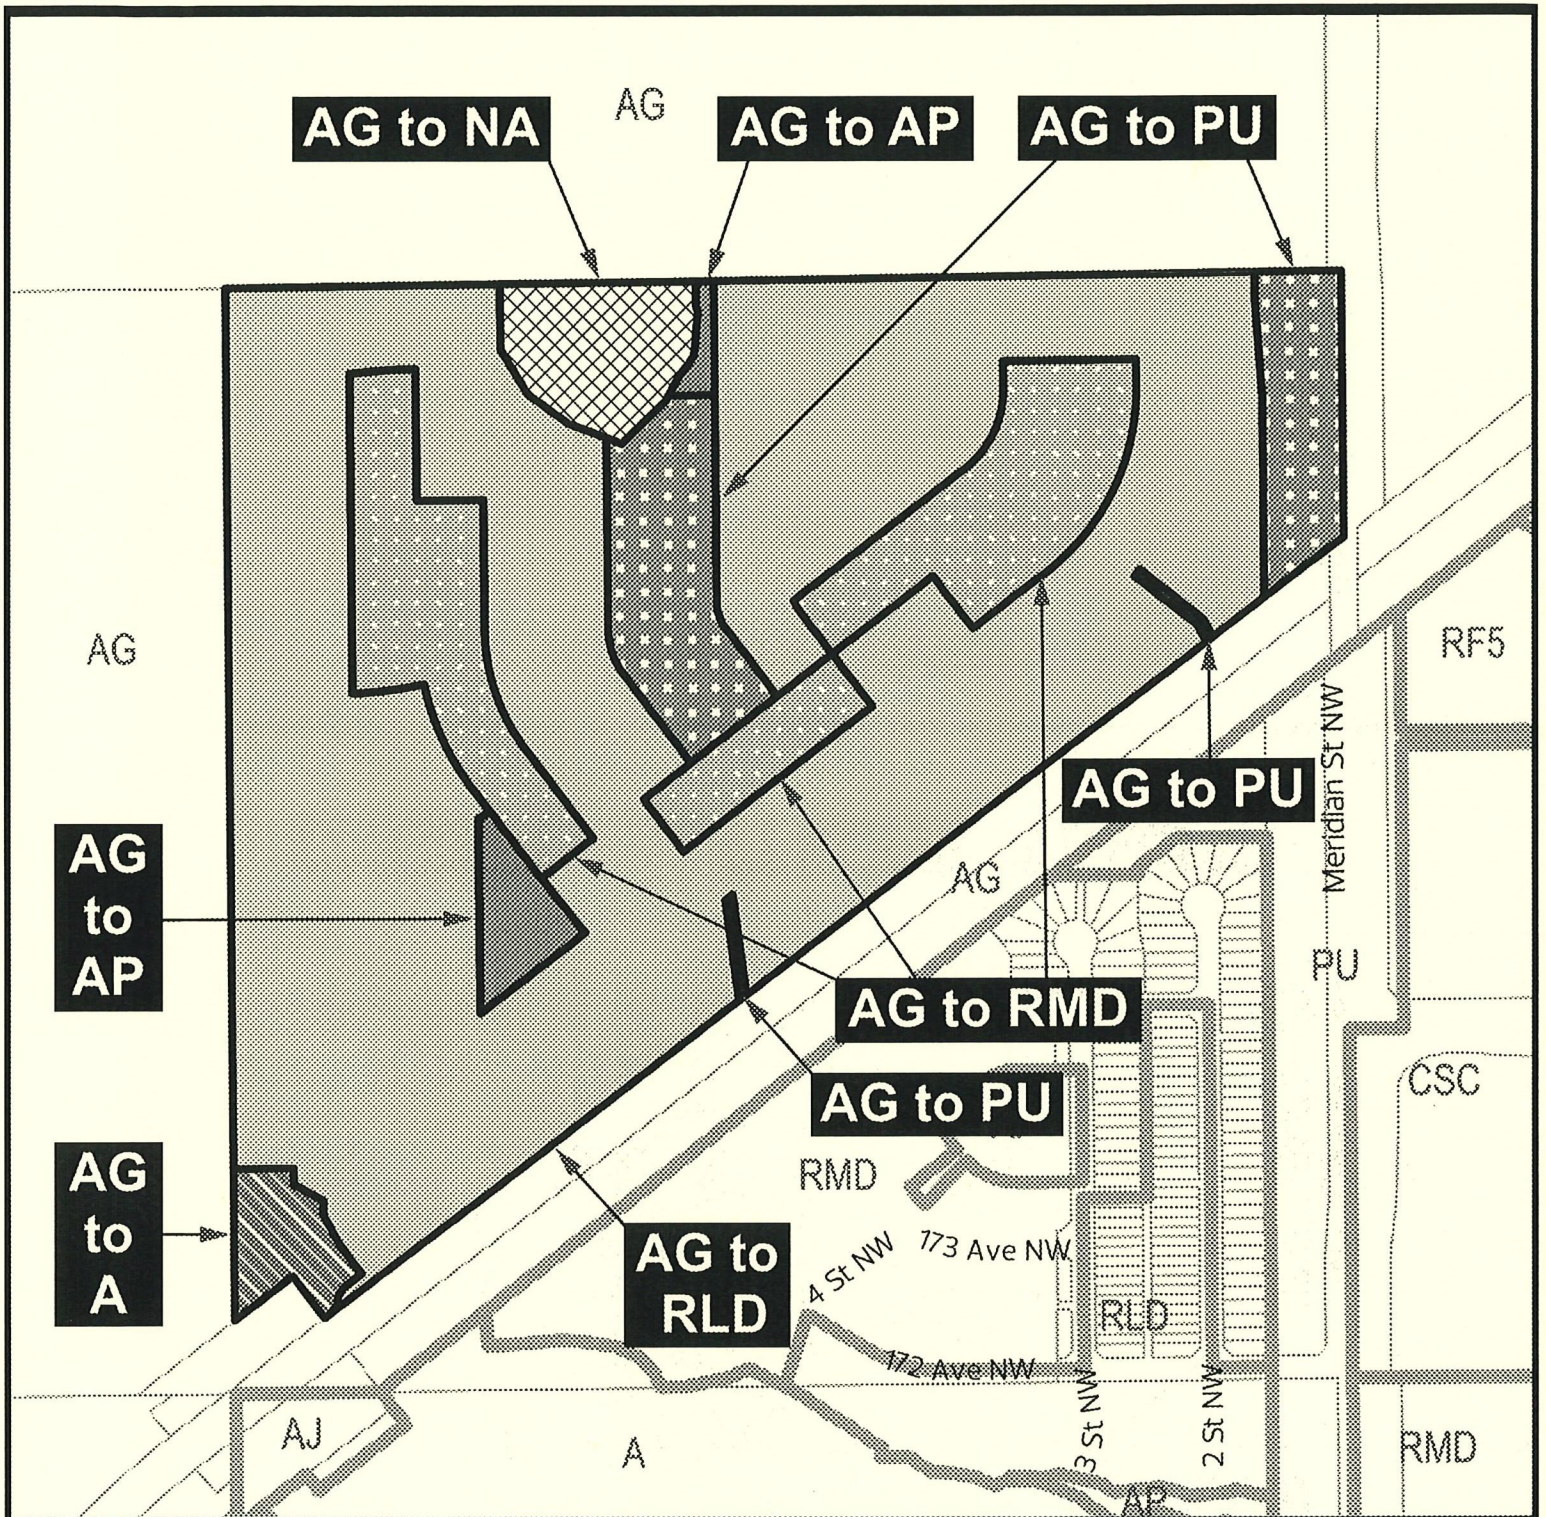 AG
AG to NA
AG to AP
AG to PU
AG
RF5
AG to PU
Meridian St NW
AG
to
AP
AG
PU
AG to RMD
CSC
AG to PU
RMD
AG
to
A
173 Ave NW
4 St NW
AG to
RLD
RLD
172 Ave NW
3 St NW
2 St NW
AJ
A
RMD
AP